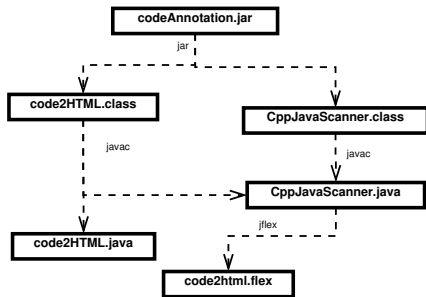 codeAnnotation.jar
jar
code2HTML.class
CppJavaScanner.class
javac
javac
CppJavaScanner.java
jflex
code2HTML.java
code2html.flex